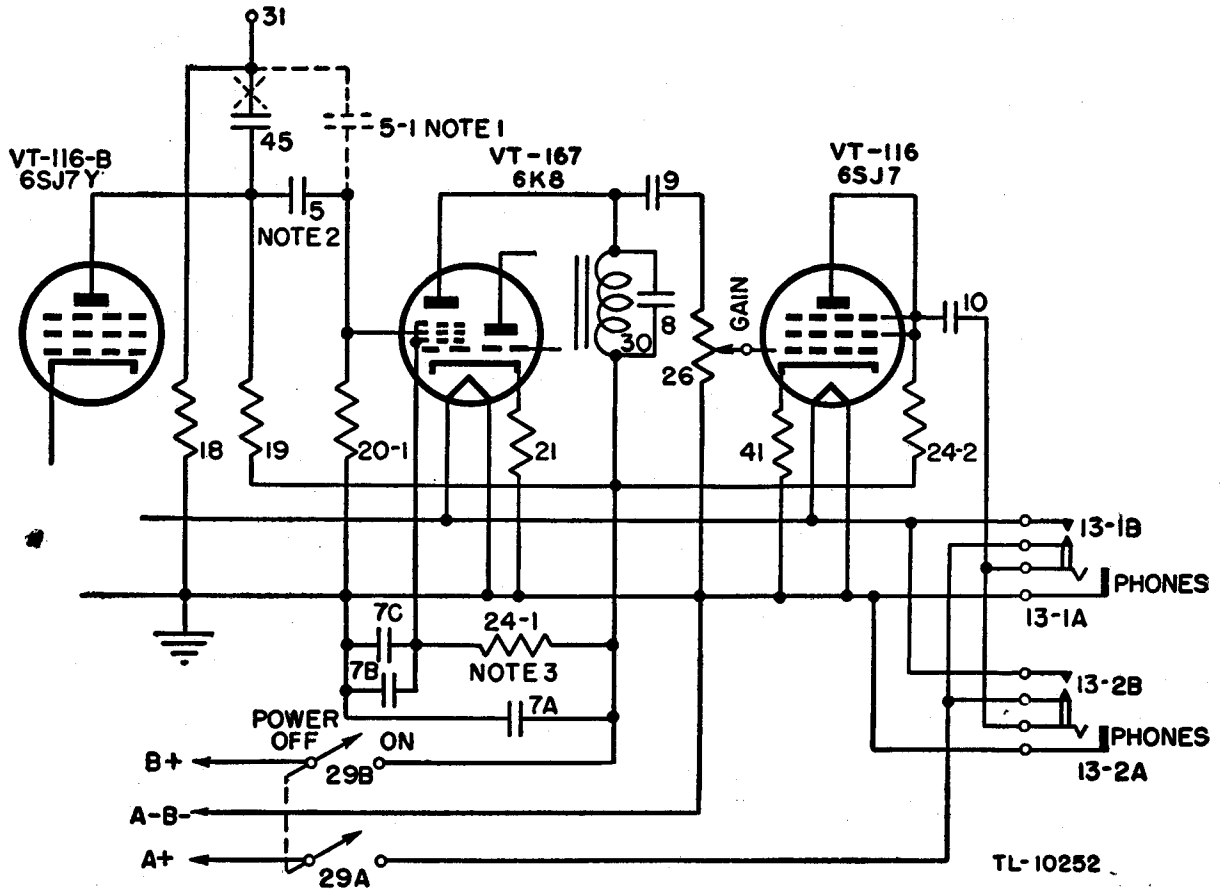 31
45
5-1 NOTE 1
VT-116-B
6SJ7Y
5
NOTE 2
VT-167
6K8
9
VT-116
6SJ7
GAIN
10
8
30
26
18
19
20-1
21
41
24-2
13-1B
PHONES
13-1A
7C
24-1
NOTE 3
7B
7A
13-2B
PHONES
13-2A
POWER
OFF
ON
B+
29B
A-B-
A+
29A
TL-10252